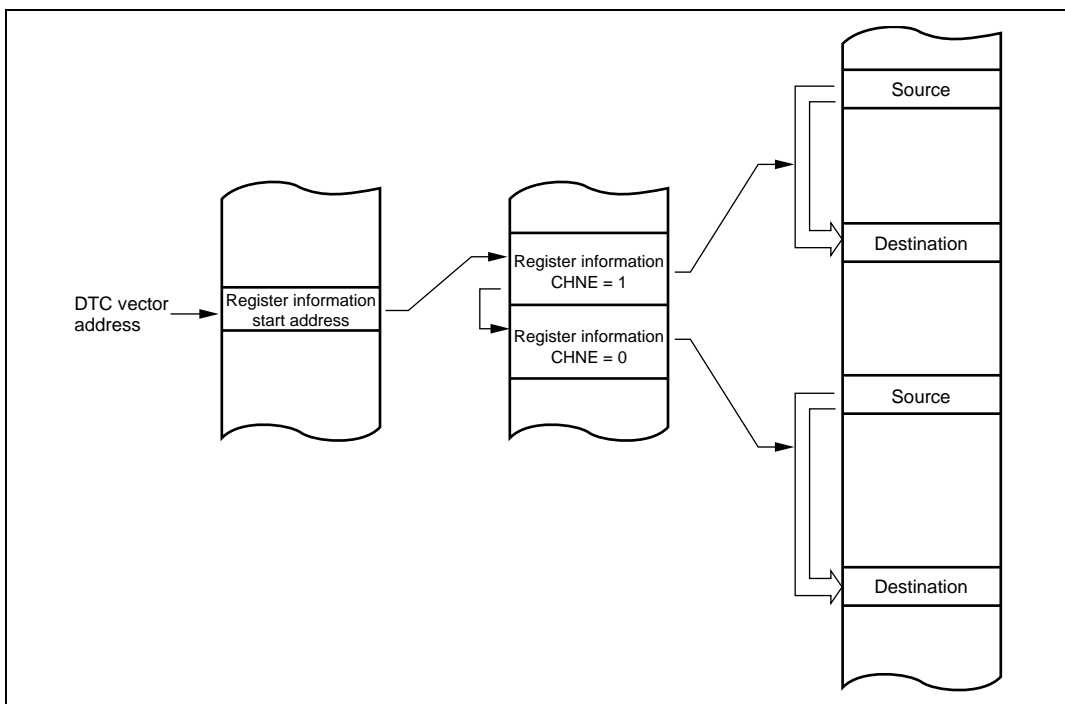 DTC vector
address
Register information
start address
Register information
CHNE = 1
Register information
CHNE = 0
Source
Destination
Source
Destination